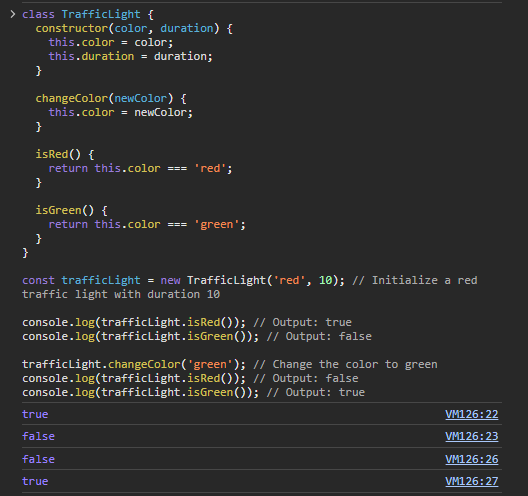 class TrafficLight {
  constructor(color, duration) {
    this.color = color;
    this.duration = duration;
  }

  changeColor(newColor) {
    this.color = newColor;
  }

  isRed() {
    return this.color === 'red';
  }

  isGreen() {
    return this.color === 'green';
  }
}

const trafficLight = new TrafficLight('red', 10); // Initialize a red
traffic light with duration 10

console.log(trafficLight.isRed()); // Output: true
console.log(trafficLight.isGreen()); // Output: false

trafficLight.changeColor('green'); // Change the color to green
console.log(trafficLight.isRed()); // Output: false
console.log(trafficLight.isGreen()); // Output: true
true VM126:22
false VM126:23
false VM126:26
true VM126:27